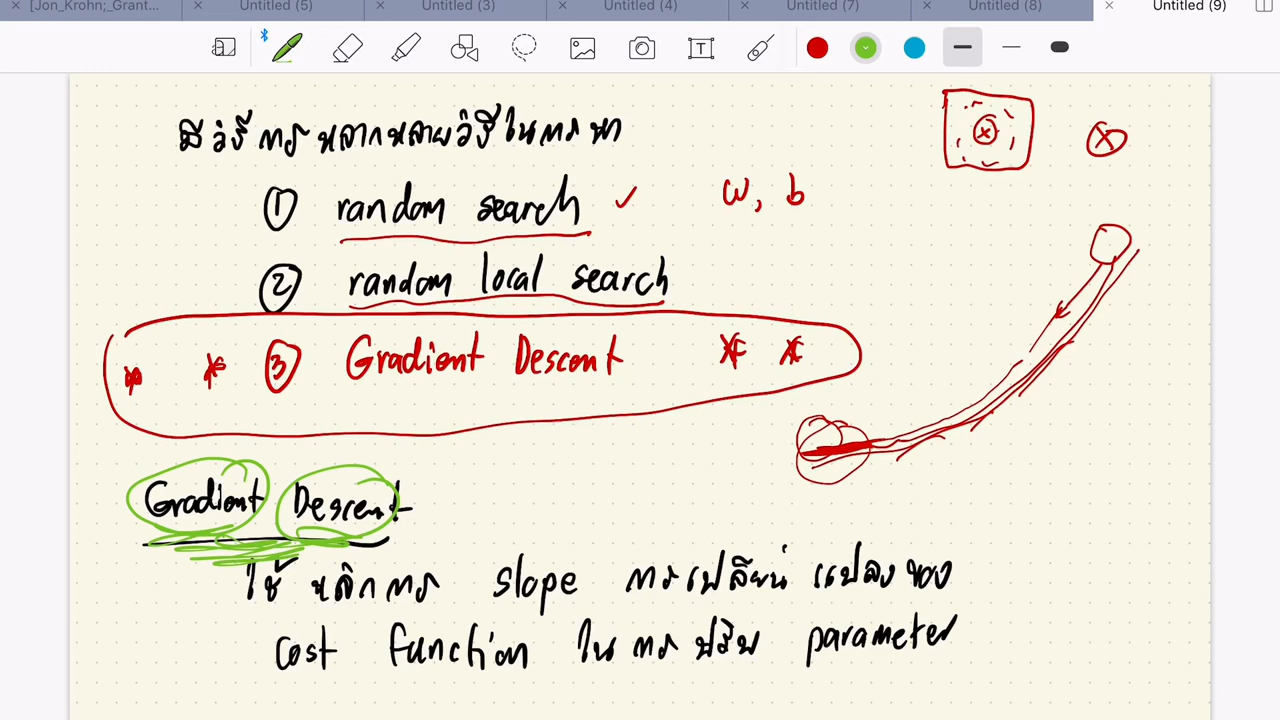 [Jon_Krohn;_Grant...
Untitled (5)
Untitled (3)
Untitled (4)
Untitled (7)
Untitled (8)
Untitled (9)
มีวิธีการหลากหลายวิธีในการหา
① random search ✓ w, b
② random local search
* * ③ Gradient Descent * *
Gradient Descent
ใช้ หลักการ slope การเปลี่ยนแปลงของ
cost function ในการปรับ parameter